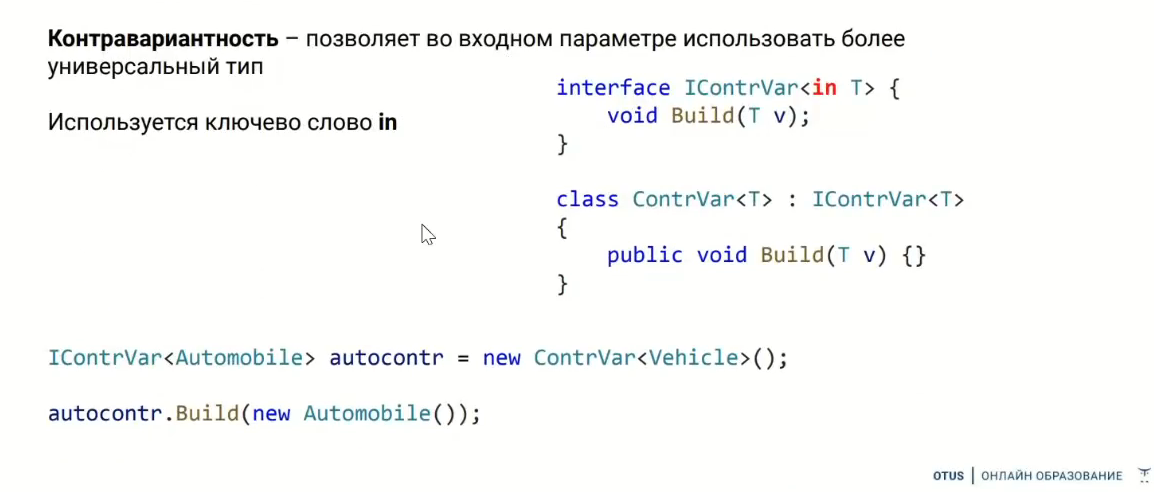 Контравариантность – позволяет во входном параметре использовать более
универсальный тип
Используется ключево слово in
interface IContrVar<in T> {
    void Build(T v);
}
class ContrVar<T> : IContrVar<T>
{
    public void Build(T v) {}
}
IContrVar<Automobile> autocontr = new ContrVar<Vehicle>();
autocontr.Build(new Automobile());
OTUS | ОНЛАЙН ОБРАЗОВАНИЕ